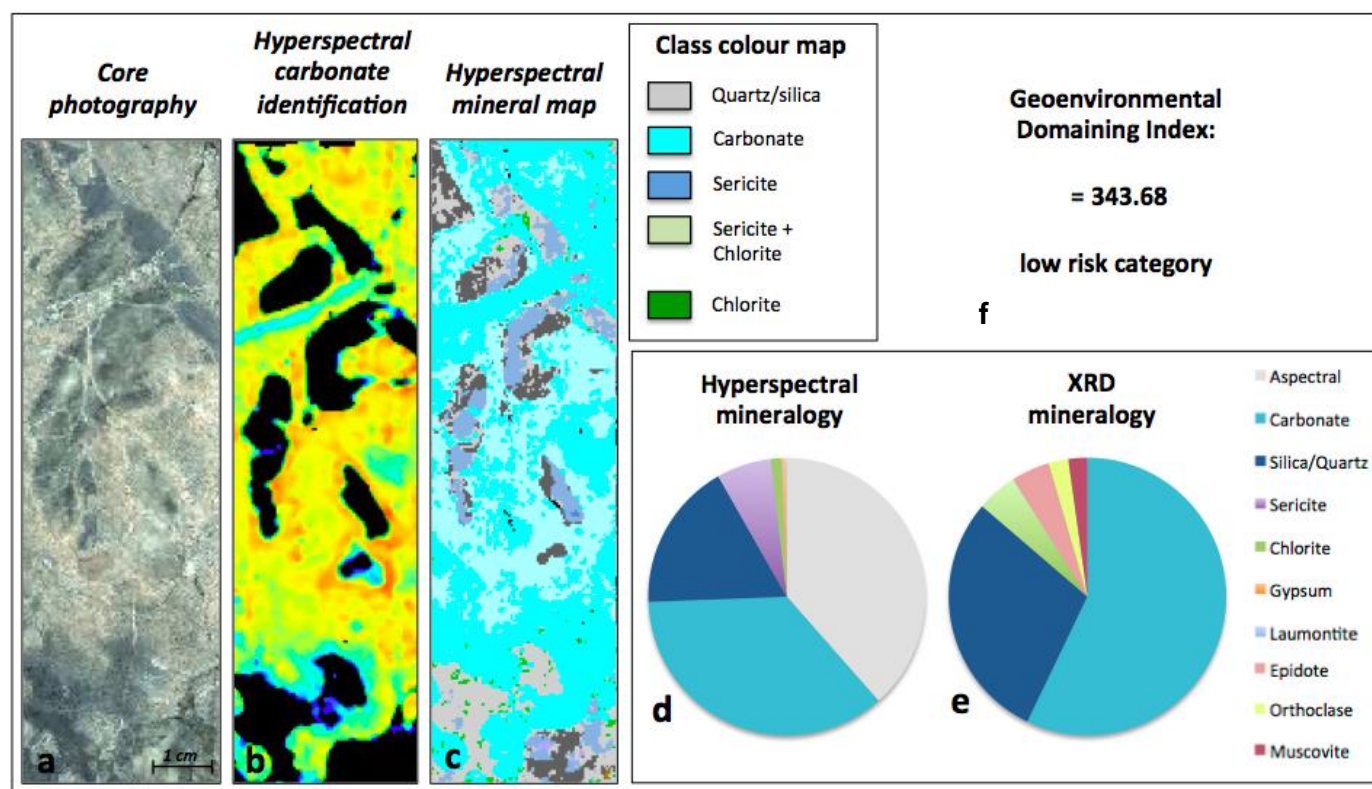 Core
photography
Hyperspectral
carbonate
identification
Hyperspectral
mineral map
a
1 cm
b
c
Class colour map
Quartz/silica
Carbonate
Sericite
Sericite +
Chlorite
Chlorite
Geoenvironmental
Domaining Index:
= 343.68
low risk category
f
Hyperspectral
mineralogy
d
XRD
mineralogy
e
Aspectral
Carbonate
Silica/Quartz
Sericite
Chlorite
Gypsum
Laumontite
Epidote
Orthoclase
Muscovite